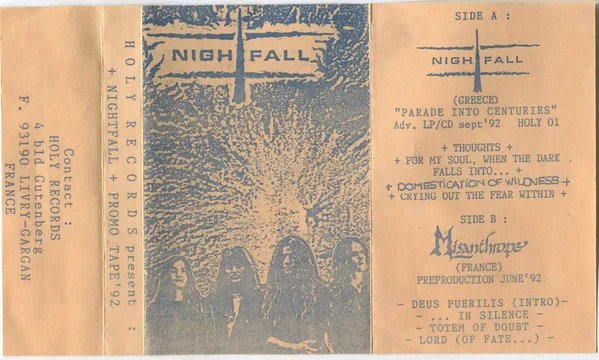 Contact :
HOLY RECORDS
4 bld Gutenberg
F. 93190 LIVRY-GARGAN
FRANCE
HOLY RECORDS present :
+ NIGHTFALL + PROMO TAPE'92
NIGHTFALL
SIDE A :
NIGHTFALL
(GREECE)
"PARADE INTO CENTURIES"
Adv. LP/CD sept'92 HOLY 01
+ THOUGHTS +
+ FOR MY SOUL, WHEN THE DARK
FALLS INTO... +
+ DOMESTICATION OF WILDNESS +
+ CRYING OUT THE FEAR WITHIN +
SIDE B :
Misanthrope
(FRANCE)
PREPRODUCTION JUNE'92
- DEUS PUERILIS (INTRO)-
- ... IN SILENCE -
- TOTEM OF DOUBT -
- LORD (OF FATE...) -